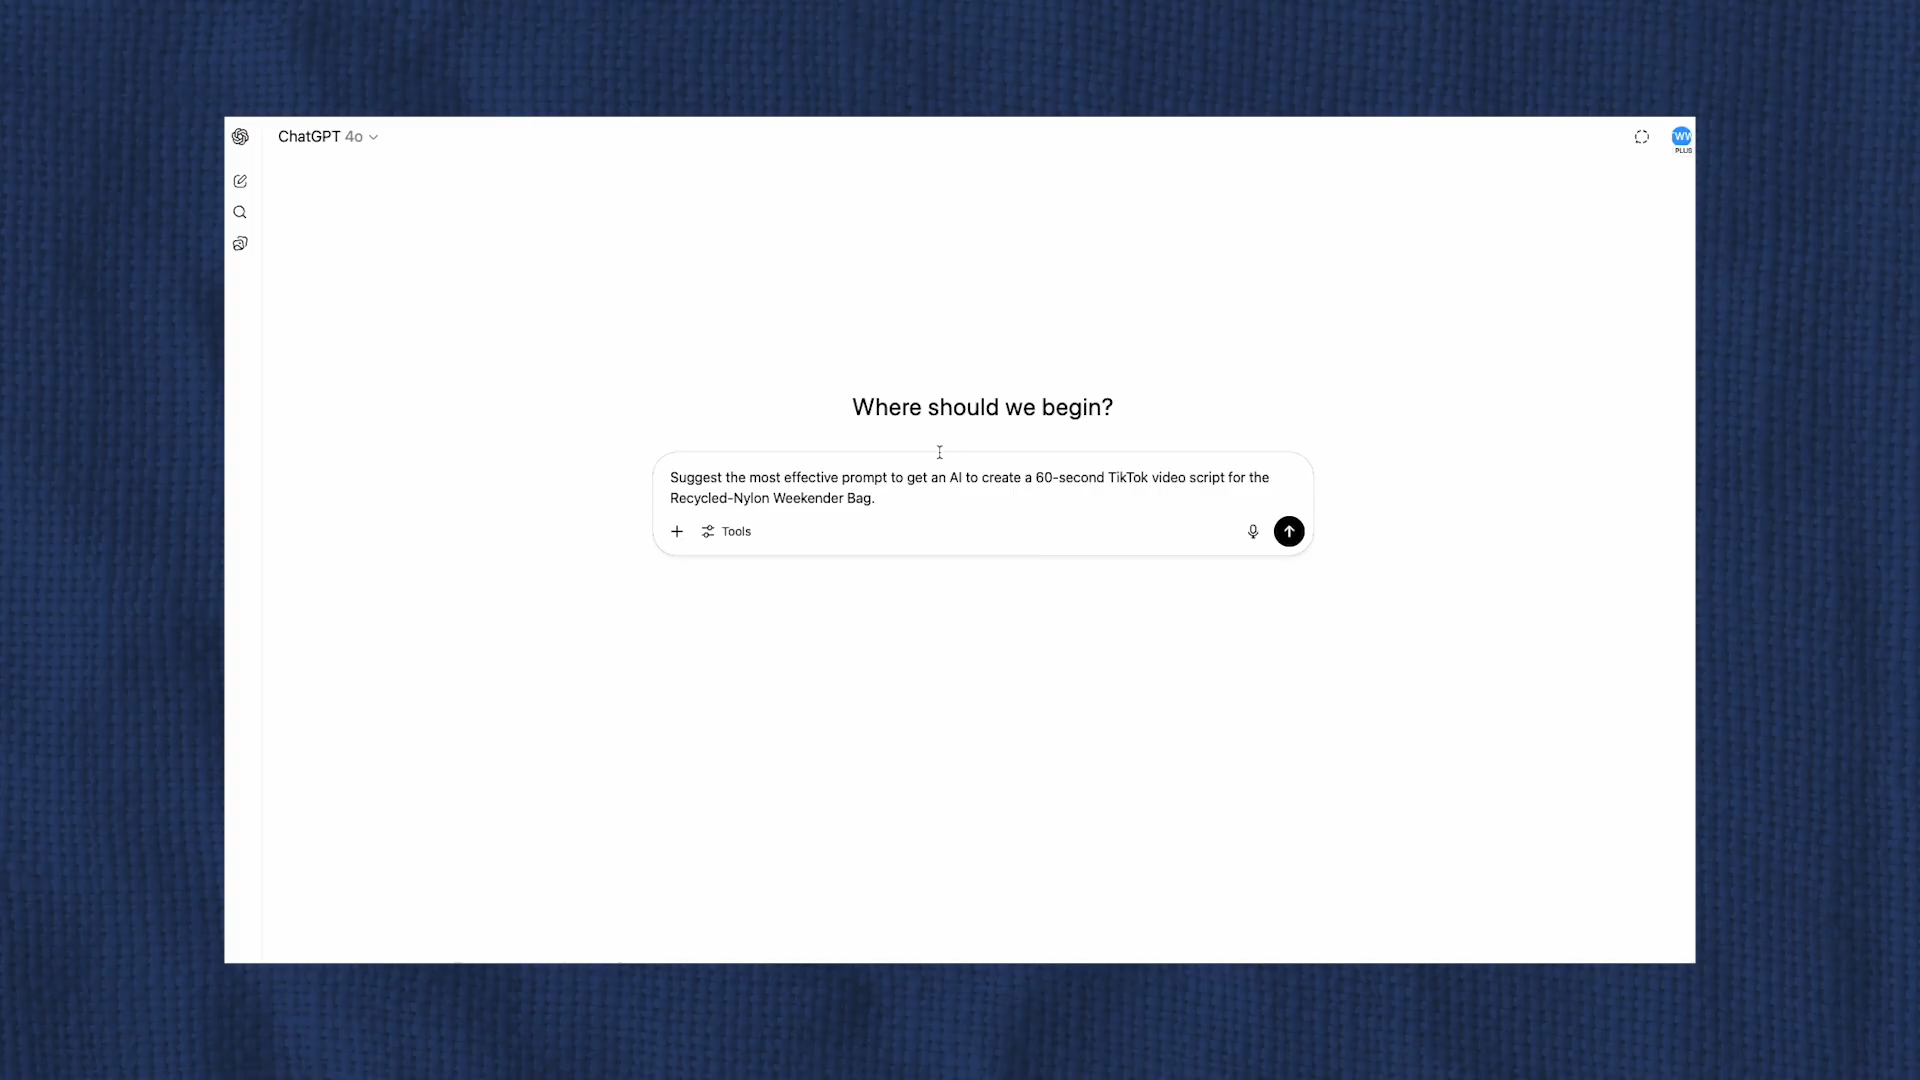 ChatGPT 4o
PLUS
Where should we begin?
Suggest the most effective prompt to get an AI to create a 60-second TikTok video script for the
Recycled-Nylon Weekender Bag.
Tools